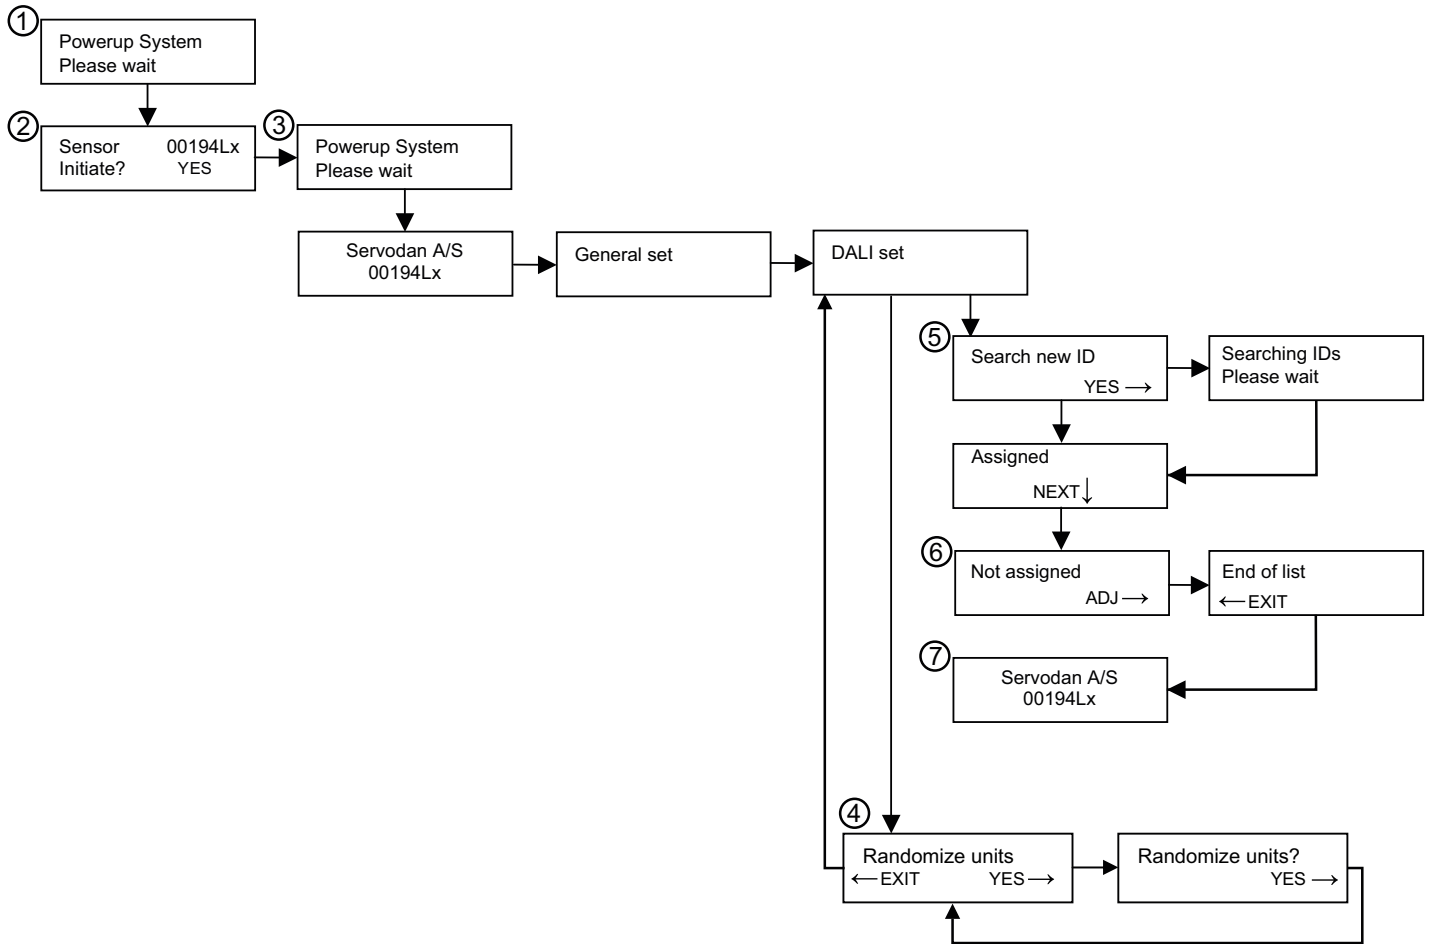 1
Powerup System
Please wait
2
Sensor 00194Lx
Initiate? YES
3
Powerup System
Please wait
Servodan A/S
00194Lx
General set
DALI set
5
Search new ID
YES →
Searching IDs
Please wait
Assigned
NEXT ↓
6
Not assigned
ADJ →
End of list
← EXIT
7
Servodan A/S
00194Lx
4
Randomize units
← EXIT YES →
Randomize units?
YES →